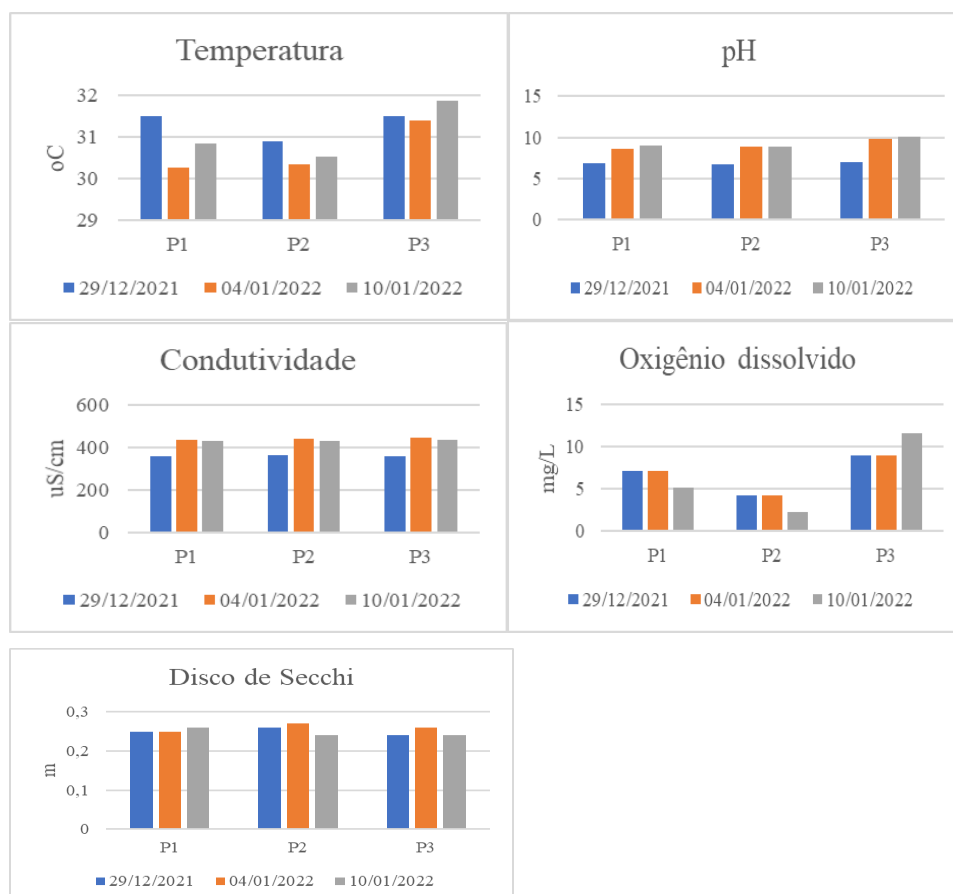 Temperatura
32
31
30
29
oC
P1 P2 P3
29/12/2021 04/01/2022 10/01/2022
pH
15
10
5
0
P1 P2 P3
29/12/2021 04/01/2022 10/01/2022
Condutividade
600
400
200
0
uS/cm
P1 P2 P3
29/12/2021 04/01/2022 10/01/2022
Oxigênio dissolvido
15
10
5
0
mg/L
P1 P2 P3
29/12/2021 04/01/2022 10/01/2022
Disco de Secchi
0,3
0,2
0,1
0
m
P1 P2 P3
29/12/2021 04/01/2022 10/01/2022